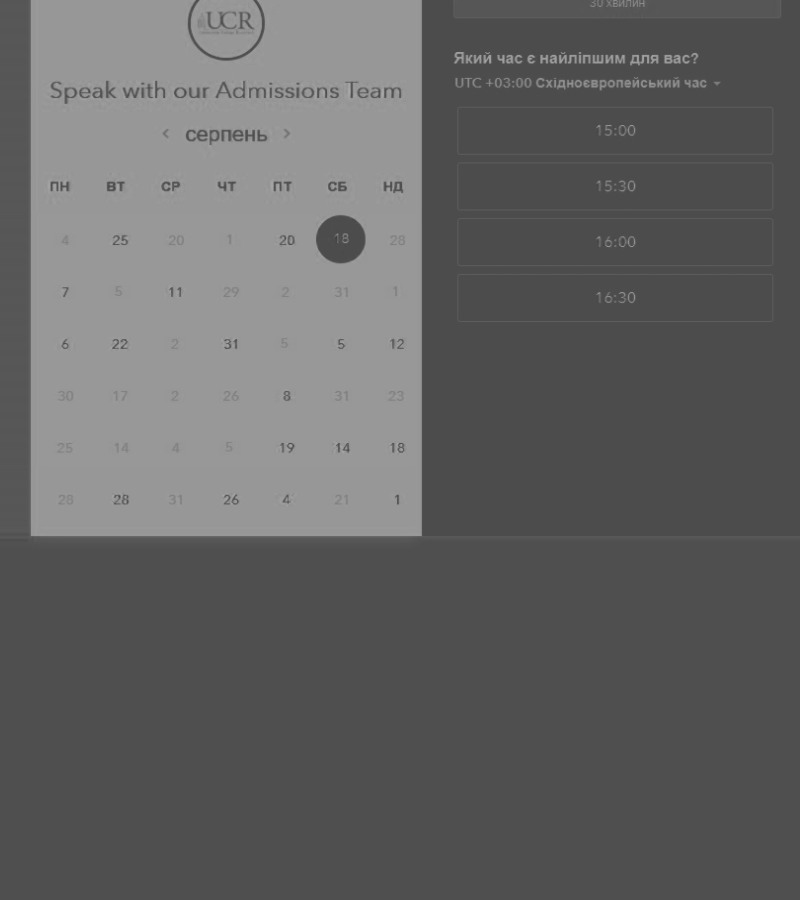 UCR
Speak with our Admissions Team
серпень
ПН ВТ СР ЧТ ПТ СБ НД
4 25 20 1 20 18 28
7 5 11 29 2 31 1
6 22 2 31 5 5 12
30 17 2 26 8 31 23
25 14 4 5 19 14 18
28 28 31 26 4 21 1
30 хвилин
Який час є найліпшим для вас?
UTC +03:00 Східноєвропейський час
15:00
15:30
16:00
16:30